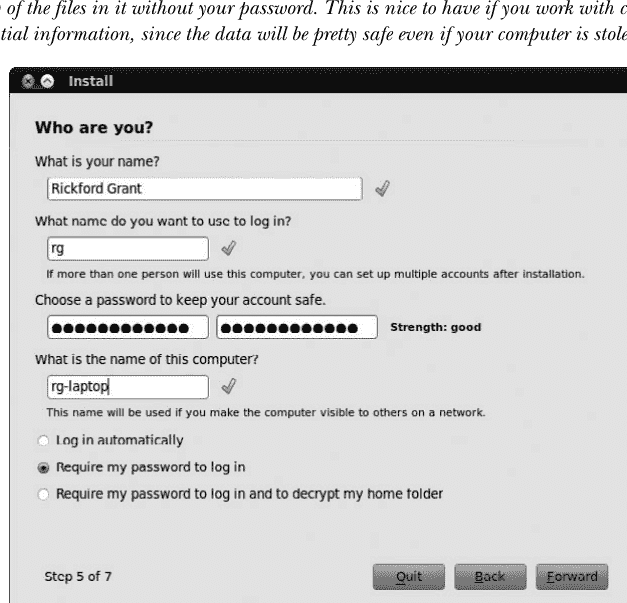 of the files in it without your password. This is nice to have if you work with c
tial information, since the data will be pretty safe even if your computer is stole
Install
Who are you?
What is your name?
Rickford Grant
What name do you want to use to log in?
rg
If more than one person will use this computer, you can set up multiple accounts after installation.
Choose a password to keep your account safe.
●●●●●●●●●●●● ●●●●●●●●●●●● Strength: good
What is the name of this computer?
rg-laptop
This name will be used if you make the computer visible to others on a network.
Log in automatically
Require my password to log in
Require my password to log in and to decrypt my home folder
Step 5 of 7 Quit Back Forward